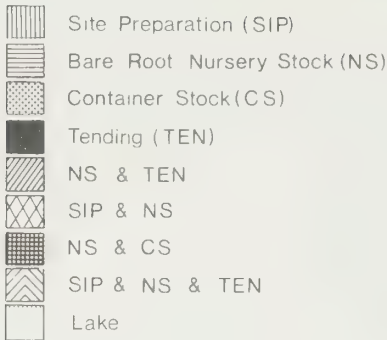 Site Preparation (SIP)
Bare Root Nursery Stock (NS)
Container Stock (CS)
Tending (TEN)
NS & TEN
SIP & NS
NS & CS
SIP & NS & TEN
Lake